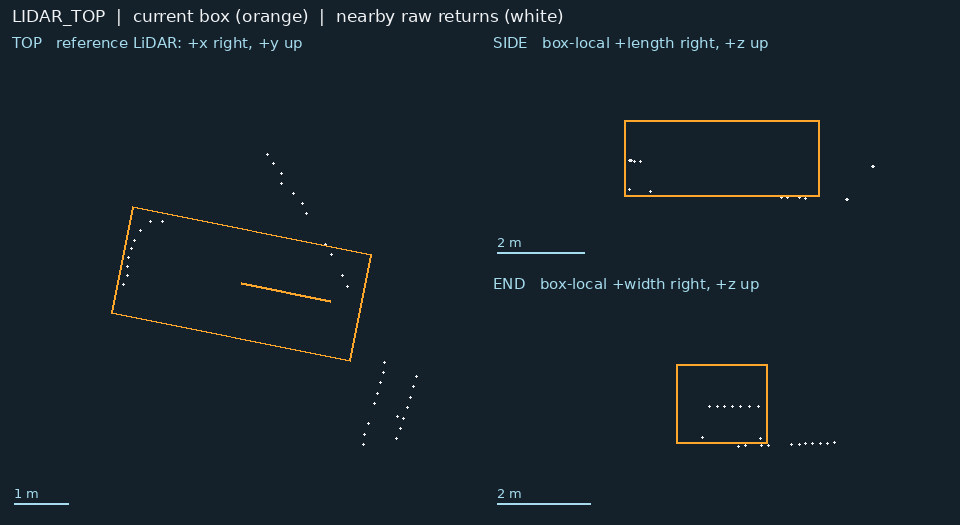 LIDAR_TOP | current box (orange) | nearby raw returns (white)
TOP reference LiDAR: +x right, +y up
SIDE box-local +length right, +z up
2 m
END box-local +width right, +z up
1 m
2 m